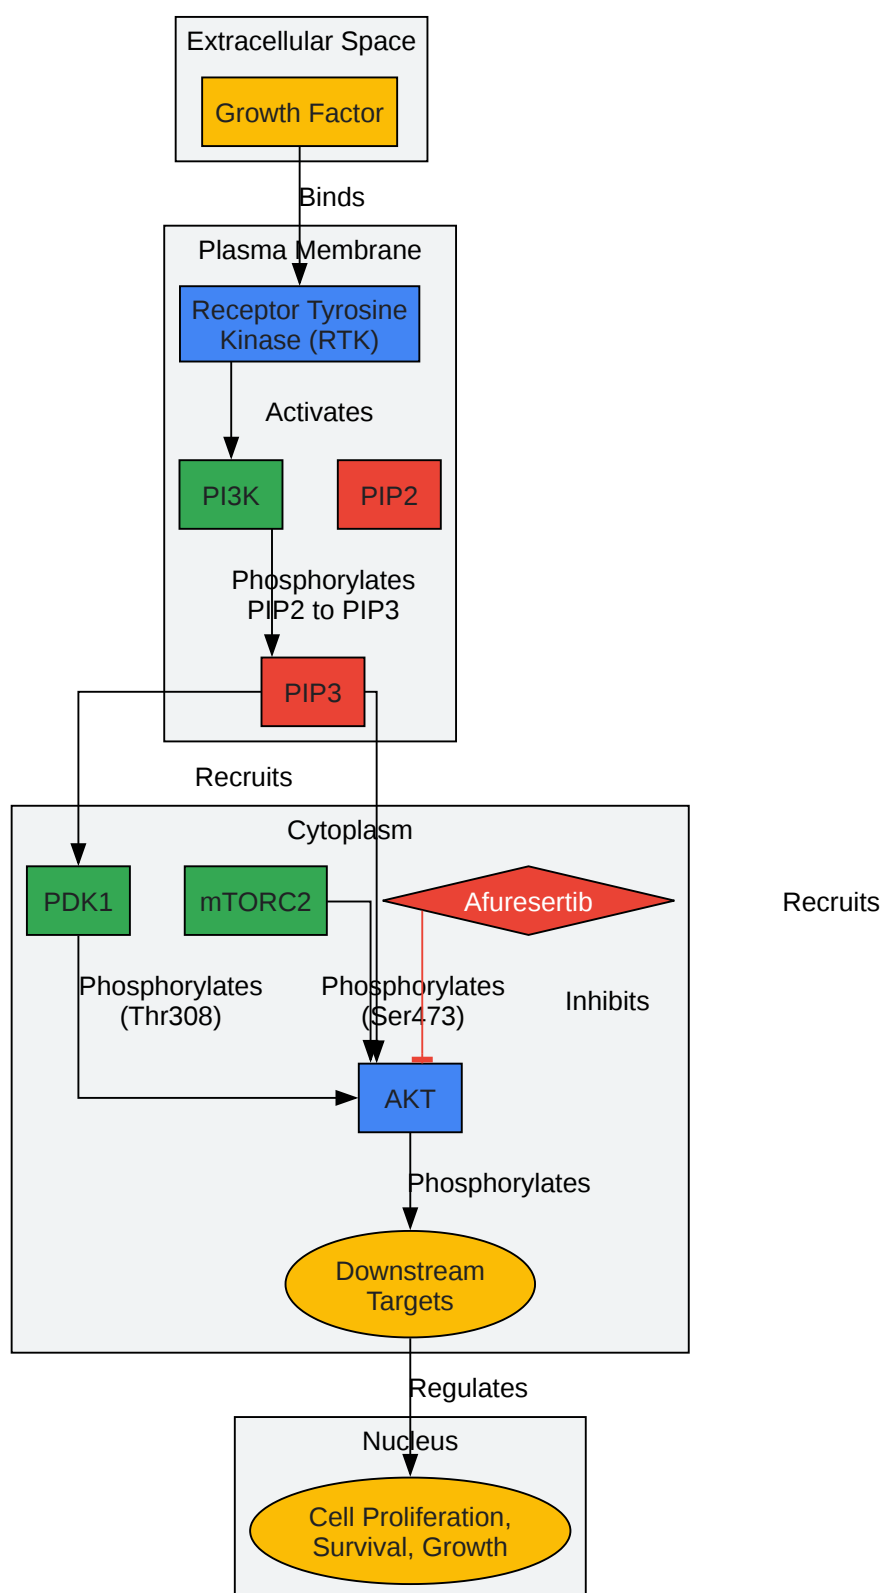 Extracellular Space
Growth Factor
Binds
Plasma Membrane
Receptor Tyrosine
Kinase (RTK)
Activates
PI3K
PIP2
Phosphorylates
PIP2 to PIP3
PIP3
Recruits
Cytoplasm
PDK1
mTORC2
Afuresertib
Recruits
Phosphorylates
(Thr308)
Phosphorylates
(Ser473)
Inhibits
AKT
Phosphorylates
Downstream
Targets
Regulates
Nucleus
Cell Proliferation,
Survival, Growth